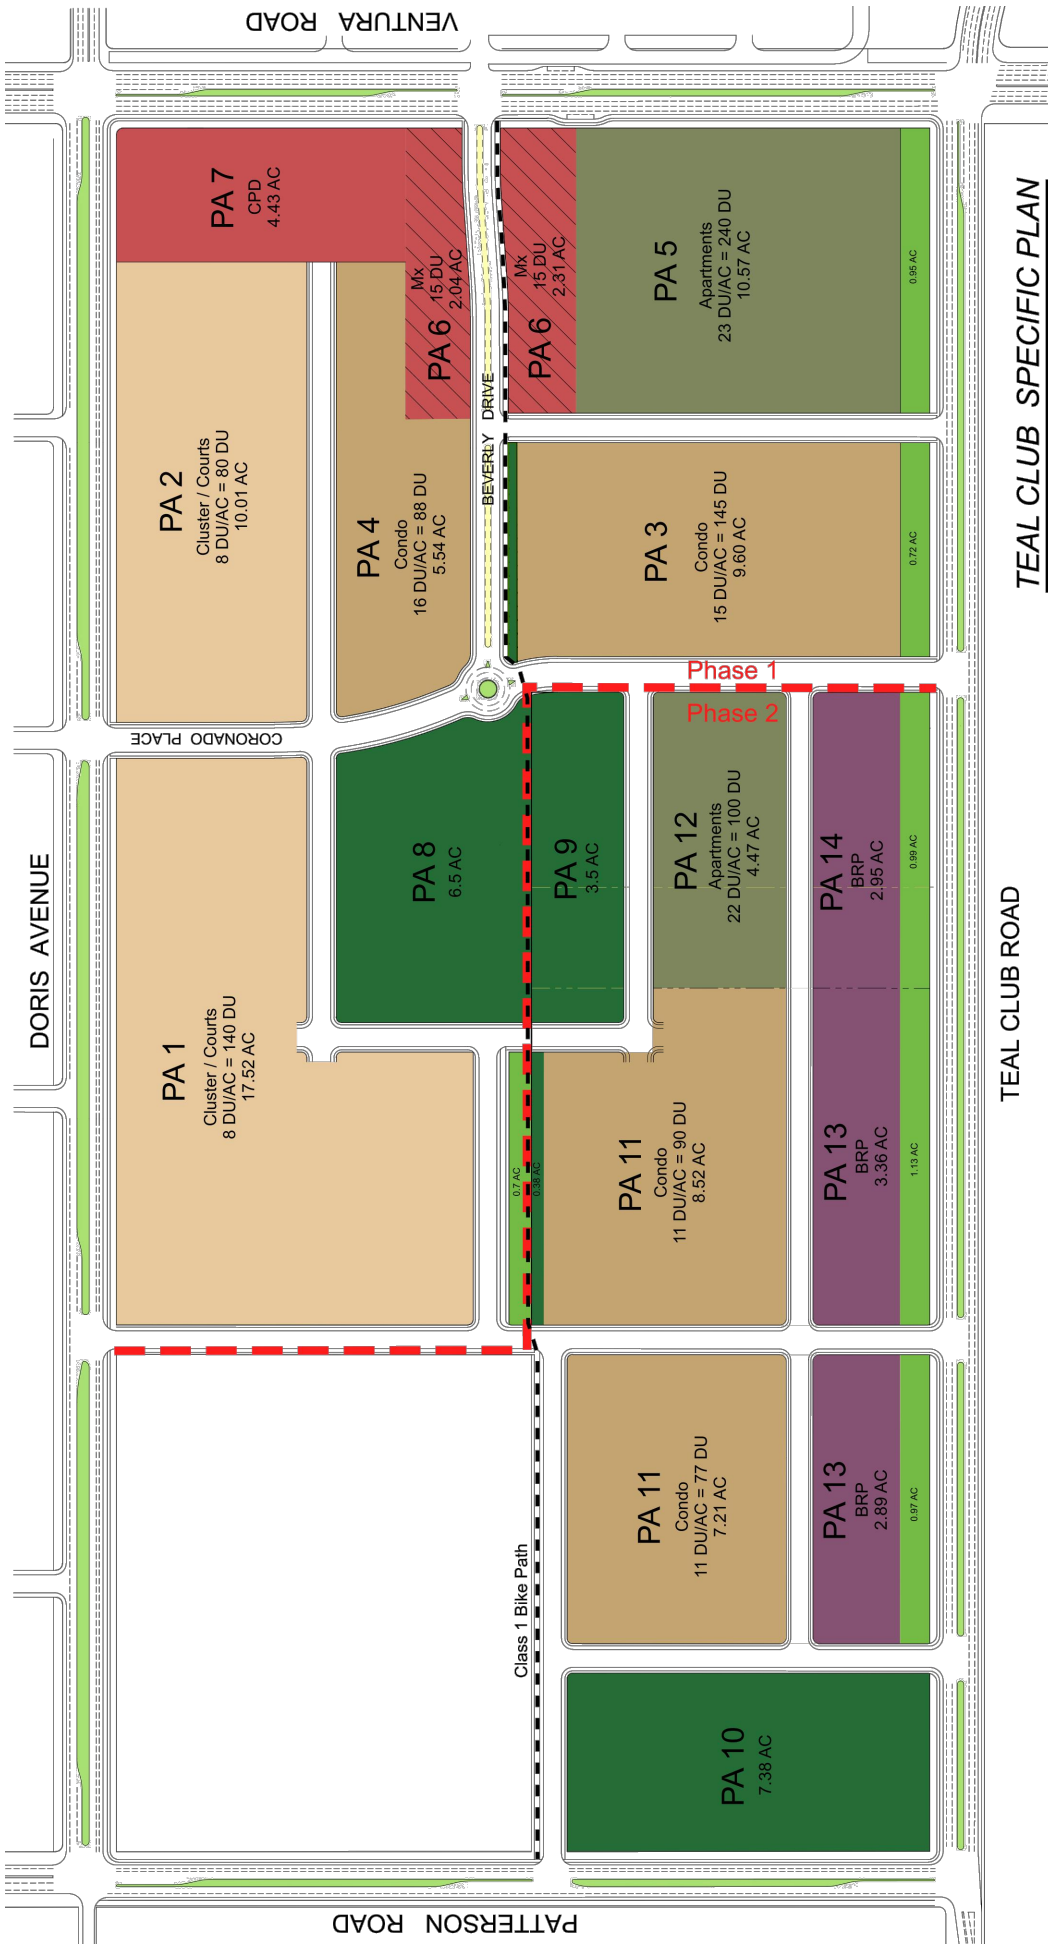 VENTURA ROAD
PA 7
CPD
4.43 AC
PA 6
Mx
15 DU
2.04 AC
PA 6
Mx
15 DU
2.31 AC
PA 5
Apartments
23 DU/AC = 240 DU
10.57 AC
0.95 AC
PA 2
Cluster / Courts
8 DU/AC = 80 DU
10.01 AC
PA 4
Condo
16 DU/AC = 88 DU
5.54 AC
BEVERLY DRIVE
PA 3
Condo
15 DU/AC = 145 DU
9.60 AC
0.72 AC
TEAL CLUB SPECIFIC PLAN
Phase 1
Phase 2
CORONADO PLACE
DORIS AVENUE
PA 8
6.5 AC
PA 9
3.5 AC
PA 12
Apartments
22 DU/AC = 100 DU
4.47 AC
PA 14
BRP
2.95 AC
0.99 AC
TEAL CLUB ROAD
PA 1
Cluster / Courts
8 DU/AC = 140 DU
17.52 AC
0.7 AC
0.38 AC
PA 11
Condo
11 DU/AC = 90 DU
8.52 AC
PA 13
BRP
3.36 AC
1.13 AC
Class 1 Bike Path
PA 11
Condo
11 DU/AC = 77 DU
7.21 AC
PA 13
BRP
2.89 AC
0.97 AC
PA 10
7.38 AC
PATTERSON ROAD